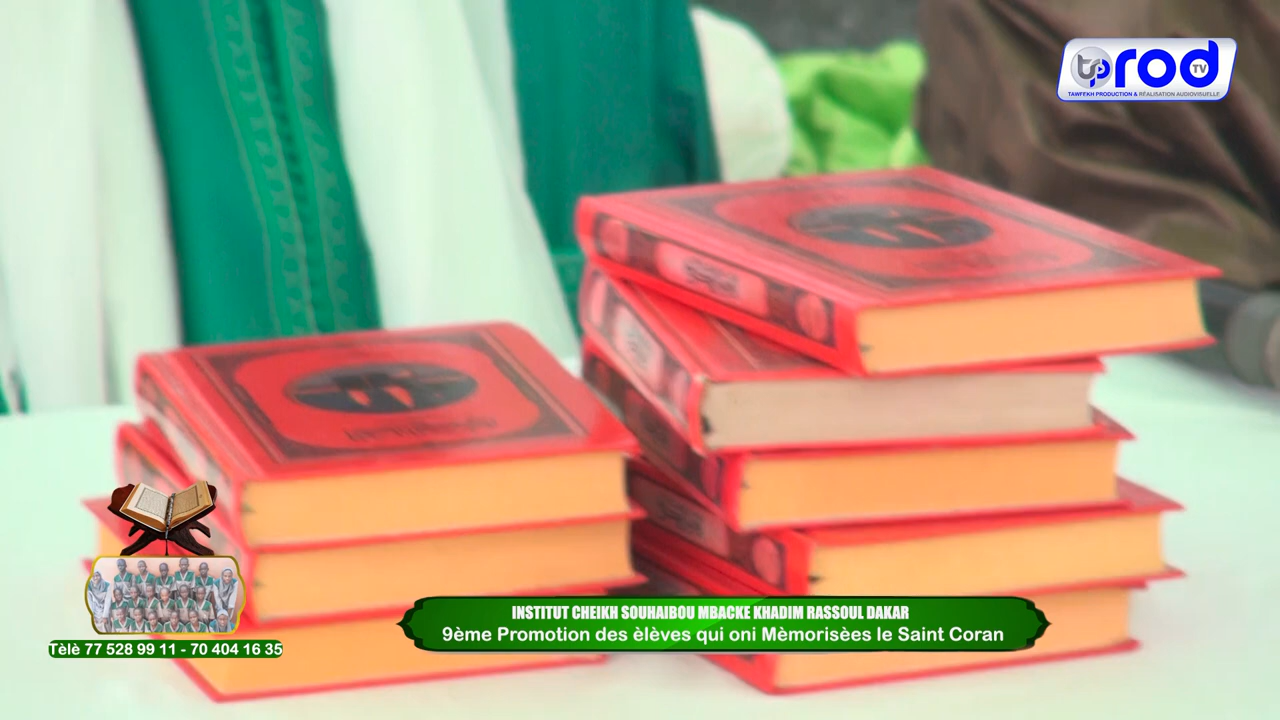 tp rod TV
TAWFEKH PRODUCTION & RÉALISATION AUDIOVISUELLE
INSTITUT CHEIKH SOUHAIBOU MBACKE KHADIM RASSOUL DAKAR
9ème Promotion des èlèves qui oni Mèmorisèes le Saint Coran
Tèlè 77 528 99 11 - 70 404 16 35